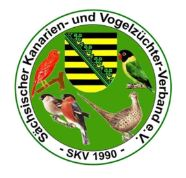 Sächsischer Kanarien- und Vogelzüchter-Verband e.V.
- SKV 1990 -